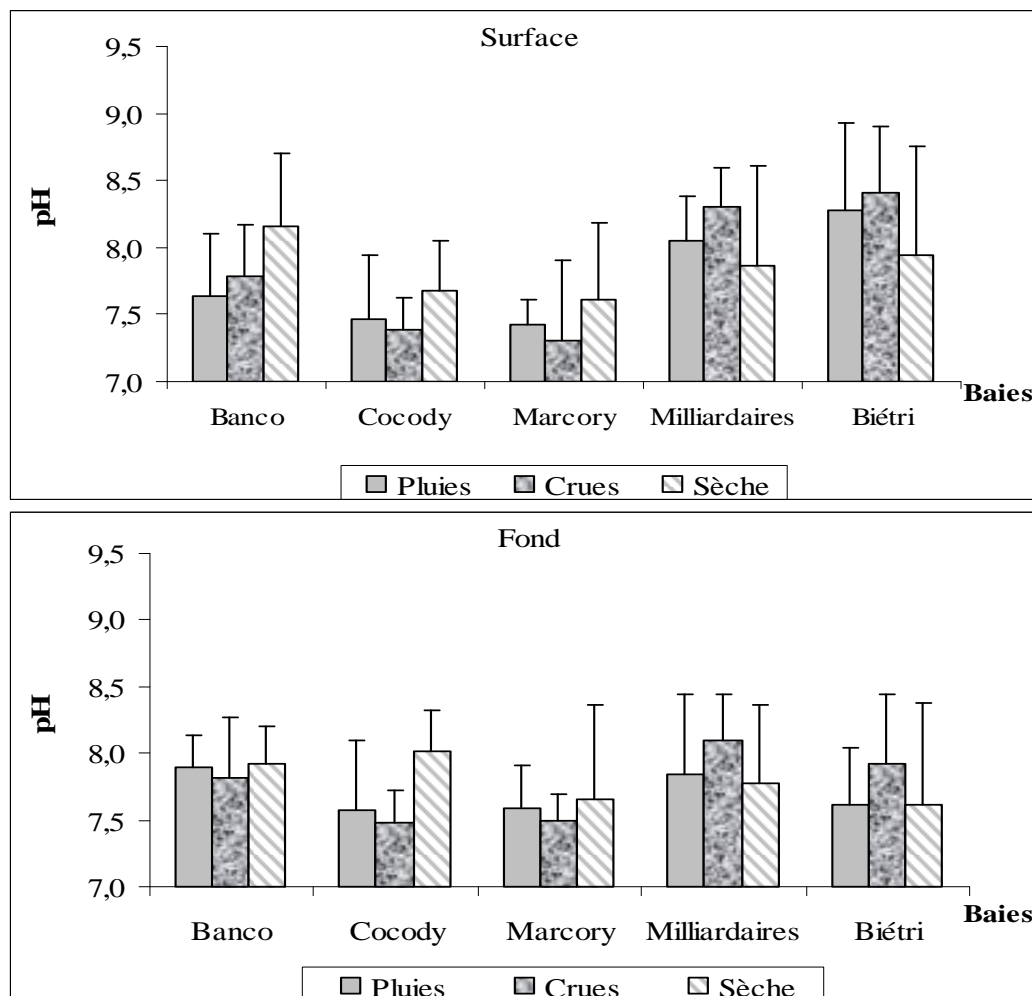 Surface
9,5
9,0
8,5
8,0
7,5
7,0
pH
Banco Cocody Marcory Milliardaires Biétri
Baies
Pluies Crues Sèche
Fond
9,5
9,0
8,5
8,0
7,5
7,0
pH
Banco Cocody Marcory Milliardaires Biétri
Baies
Pluies Crues Sèche